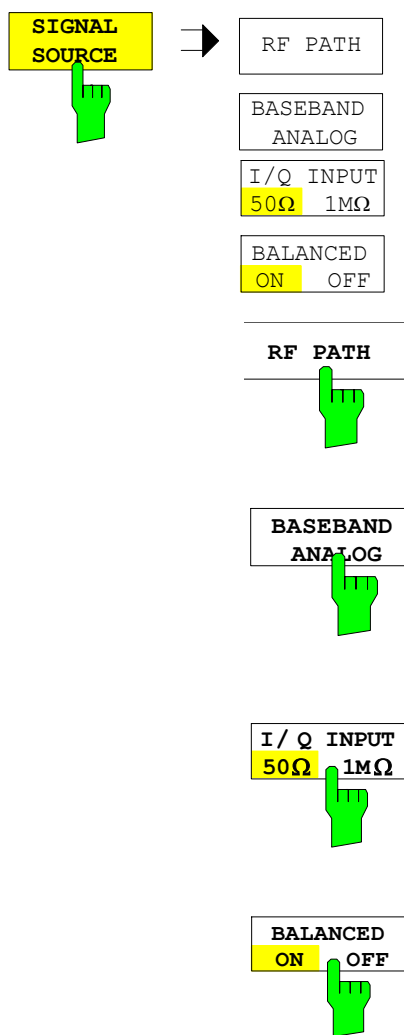 SIGNAL
SOURCE
RF PATH
BASEBAND
ANALOG
I/Q INPUT
50Ω 1MΩ
BALANCED
ON OFF
RF PATH
BASEBAND
ANALOG
I/ Q INPUT
50Ω 1MΩ
BALANCED
ON OFF